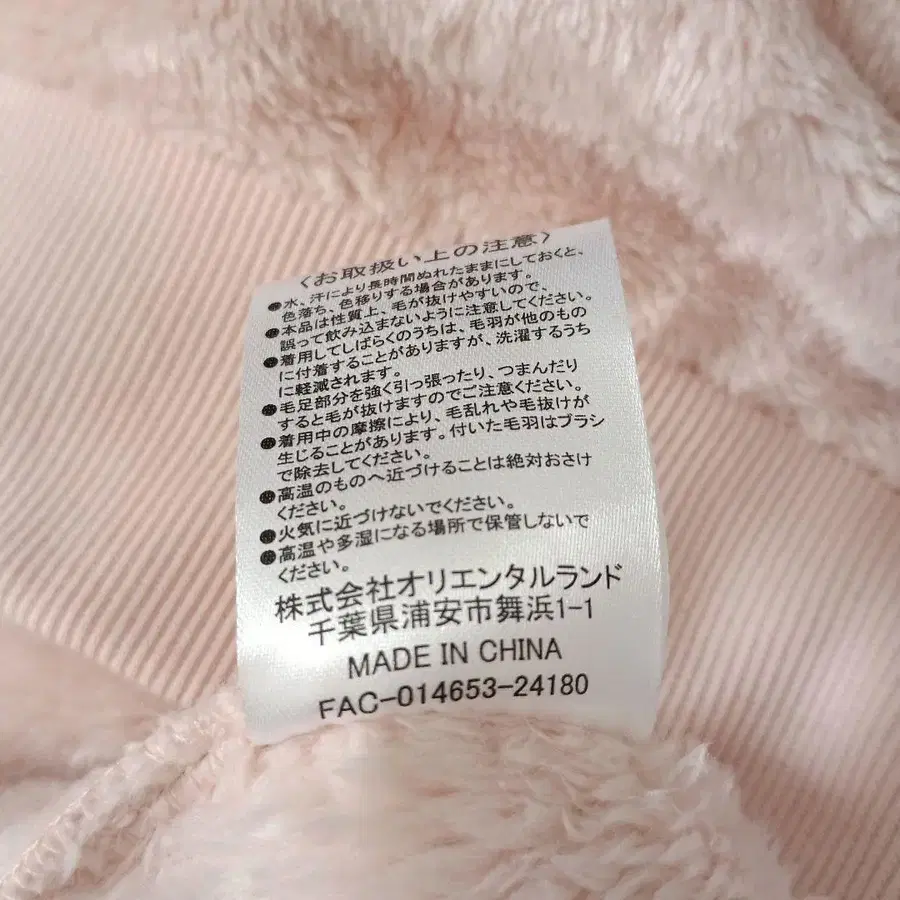 〈お取扱い上の注意〉
●水、汗により長時間ぬれたままにしておくと、
色落ち、色移りする場合があります。
●本品は性質上、毛が抜けやすいので、
誤って飲み込まないように注意してください。
●着用してしばらくのうちは、毛羽が他のもの
に付着することがありますが、洗濯するうち
に軽減されます。
●毛足部分を強く引っ張ったり、つまんだり
すると毛が抜けますのでご注意ください。
●着用中の摩擦により、毛乱れや毛抜けが
生じることがあります。付いた毛羽はブラシ
で除去してください。
●高温のものへ近づけることは絶対おさけ
ください。
●火気に近づけないでください。
●高温や多湿になる場所で保管しないで
ください。
株式会社オリエンタルランド
千葉県浦安市舞浜1-1
MADE IN CHINA
FAC-014653-24180